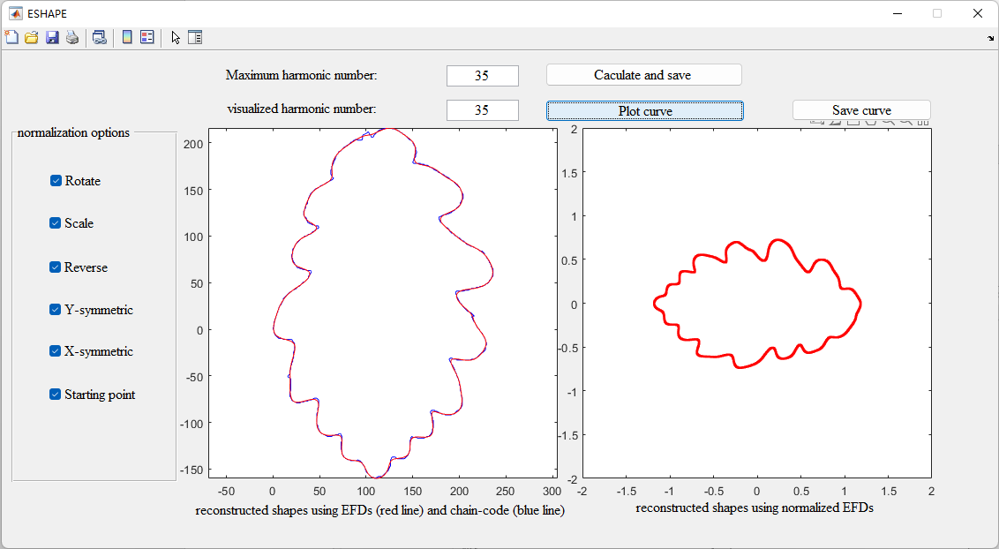 ESHAPE
Maximum harmonic number:
35
Caculate and save
visualized harmonic number:
35
Plot curve
Save curve
normalization options
Rotate
Scale
Reverse
Y-symmetric
X-symmetric
Starting point
200
150
100
50
0
-50
-100
-150
-50 0 50 100 150 200 250 300
reconstructed shapes using EFDs (red line) and chain-code (blue line)
2
1.5
1
0.5
0
-0.5
-1
-1.5
-2
-2 -1.5 -1 -0.5 0 0.5 1 1.5 2
reconstructed shapes using normalized EFDs